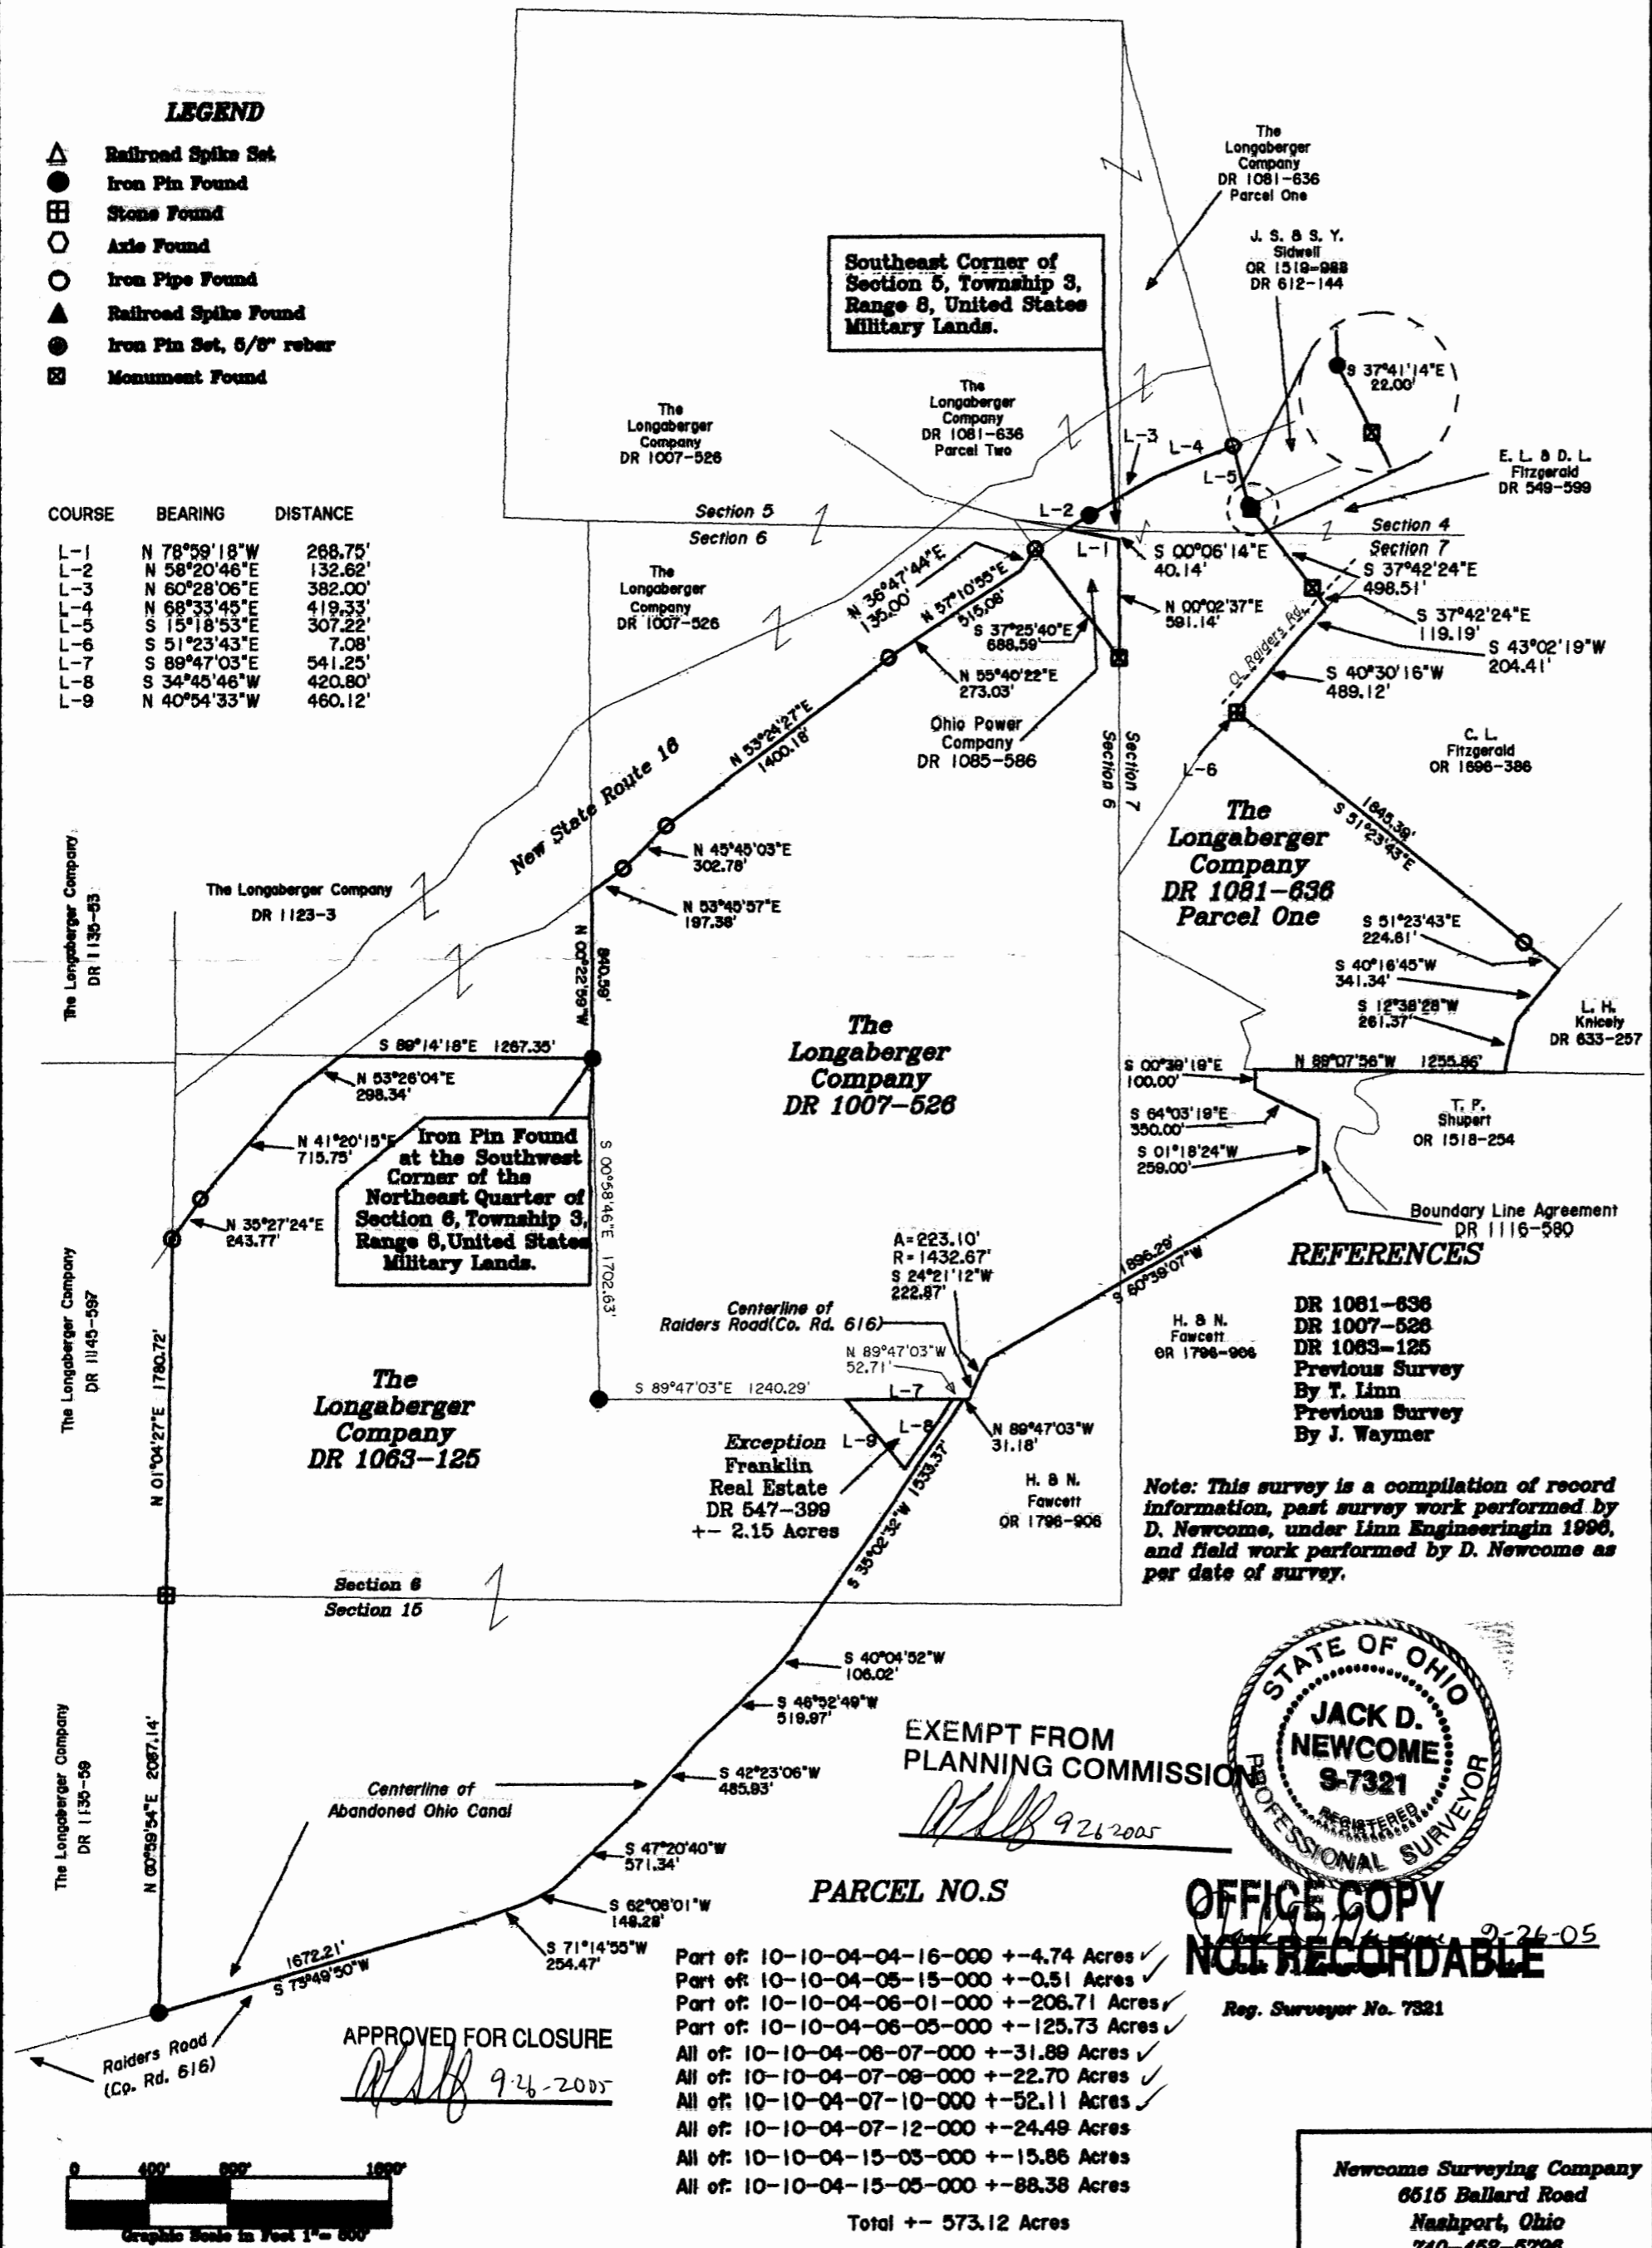 LEGEND
Railroad Spike Set
Iron Pin Found
Stone Found
Axle Found
Iron Pipe Found
Railroad Spike Found
Iron Pin Set, 5/8" rebar
Monument Found
COURSE BEARING DISTANCE
L-1 N 78°59'18"W 268.75'
L-2 N 58°20'46"E 132.62'
L-3 N 60°28'06"E 382.00'
L-4 N 68°33'45"E 419.33'
L-5 S 15°18'53"E 307.22'
L-6 S 51°23'43"E 7.08'
L-7 S 89°47'03"E 541.25'
L-8 S 34°45'46"W 420.80'
L-9 N 40°54'33"W 460.12'
The
Longaberger
Company
DR 1081-636
Parcel One
J. S. & S. Y.
Sidwell
OR 1519-988
DR 612-144
Southeast Corner of
Section 5, Township 3,
Range 8, United States
Military Lands.
S 37°41'14"E
22.00'
The
Longaberger
Company
DR 1007-526
The
Longaberger
Company
DR 1081-636
Parcel Two
L-3
L-4
L-5
E. L. & D. L.
Fitzgerald
DR 549-599
Section 5
Section 6
L-2
L-1
Section 4
Section 7
S 00°06'14"E
40.14'
S 37°42'24"E
498.51'
The
Longaberger
Company
DR 1007-526
N 36°47'44"E
135.00'
N 57°10'55"E
515.08'
S 37°25'40"E
688.59'
N 00°02'37"E
591.14'
S 37°42'24"E
119.19'
S 43°02'19"W
204.41'
CL Raiders Rd.
S 40°30'16"W
489.12'
N 55°40'22"E
273.03'
Ohio Power
Company
DR 1085-586
N 53°24'27"E
1400.18'
New State Route 16
Section 6
Section 7
L-6
C. L.
Fitzgerald
OR 1696-386
1845.39'
S 51°23'43"E
The
Longaberger
Company
DR 1081-636
Parcel One
N 45°45'03"E
302.78'
N 53°45'57"E
197.38'
The Longaberger Company
DR 1135-53
The Longaberger Company
DR 1123-3
N 00°22'59"W
840.59'
S 51°23'43"E
224.61'
S 40°16'45"W
341.34'
S 12°38'28"W
261.37'
L. H.
Knicely
DR 633-257
The
Longaberger
Company
DR 1007-526
S 89°14'18"E 1267.35'
N 53°26'04"E
298.34'
S 00°39'19"E
100.00'
N 89°07'56"W 1255.86'
S 64°03'19"E
350.00'
S 01°18'24"W
259.00'
T. P.
Shupert
OR 1518-254
Boundary Line Agreement
DR 1116-580
N 41°20'15"E
715.75'
Iron Pin Found
at the Southwest
Corner of the
Northeast Quarter of
Section 6, Township 3,
Range 8, United States
Military Lands.
N 35°27'24"E
243.77'
S 00°58'46"E 1702.63'
The Longaberger Company
DR 1145-597
N 01°04'27"E 1780.72'
A=223.10'
R=1432.67'
S 24°21'12"W
222.87'
1896.29'
S 60°39'07"W
REFERENCES
DR 1081-636
DR 1007-526
DR 1063-125
Previous Survey
By T. Linn
Previous Survey
By J. Waymer
Centerline of
Raiders Road(Co. Rd. 616)
N 89°47'03"W
52.71'
H. & N.
Fawcett
OR 1796-906
The
Longaberger
Company
DR 1063-125
S 89°47'03"E 1240.29'
L-7
L-8
L-9
N 89°47'03"W
31.18'
Exception
Franklin
Real Estate
DR 547-399
+- 2.15 Acres
S 35°02'32"W 1533.37'
H. & N.
Fawcett
OR 1796-906
Note: This survey is a compilation of record
information, past survey work performed by
D. Newcome, under Linn Engineeringin 1996,
and field work performed by D. Newcome as
per date of survey.
Section 6
Section 15
S 40°04'52"W
106.02'
S 46°52'49"W
519.97'
S 42°23'06"W
485.93'
Centerline of
Abandoned Ohio Canal
S 47°20'40"W
571.34'
S 62°08'01"W
148.28'
S 71°14'55"W
254.47'
The Longaberger Company
DR 1135-59
N 00°59'54"E 2087.14'
1672.21'
S 73°49'50"W
Raiders Road
(Co. Rd. 616)
EXEMPT FROM
PLANNING COMMISSION
9 26 2005
STATE OF OHIO
JACK D.
NEWCOME
S-7321
REGISTERED
PROFESSIONAL SURVEYOR
OFFICE COPY
NOT RECORDABLE
9-26-05
Reg. Surveyor No. 7321
APPROVED FOR CLOSURE
9-26-2005
PARCEL NO.S
Part of: 10-10-04-04-16-000 +-4.74 Acres
Part of: 10-10-04-05-15-000 +-0.51 Acres
Part of: 10-10-04-06-01-000 +-206.71 Acres
Part of: 10-10-04-06-05-000 +-125.73 Acres
All of: 10-10-04-06-07-000 +-31.89 Acres
All of: 10-10-04-07-09-000 +-22.70 Acres
All of: 10-10-04-07-10-000 +-52.11 Acres
All of: 10-10-04-07-12-000 +-24.49 Acres
All of: 10-10-04-15-03-000 +-15.86 Acres
All of: 10-10-04-15-05-000 +-88.38 Acres
Total +- 573.12 Acres
0 400' 800' 1600'
Graphic Scale in Feet 1"= 800'
Newcome Surveying Company
6515 Ballard Road
Nashport, Ohio